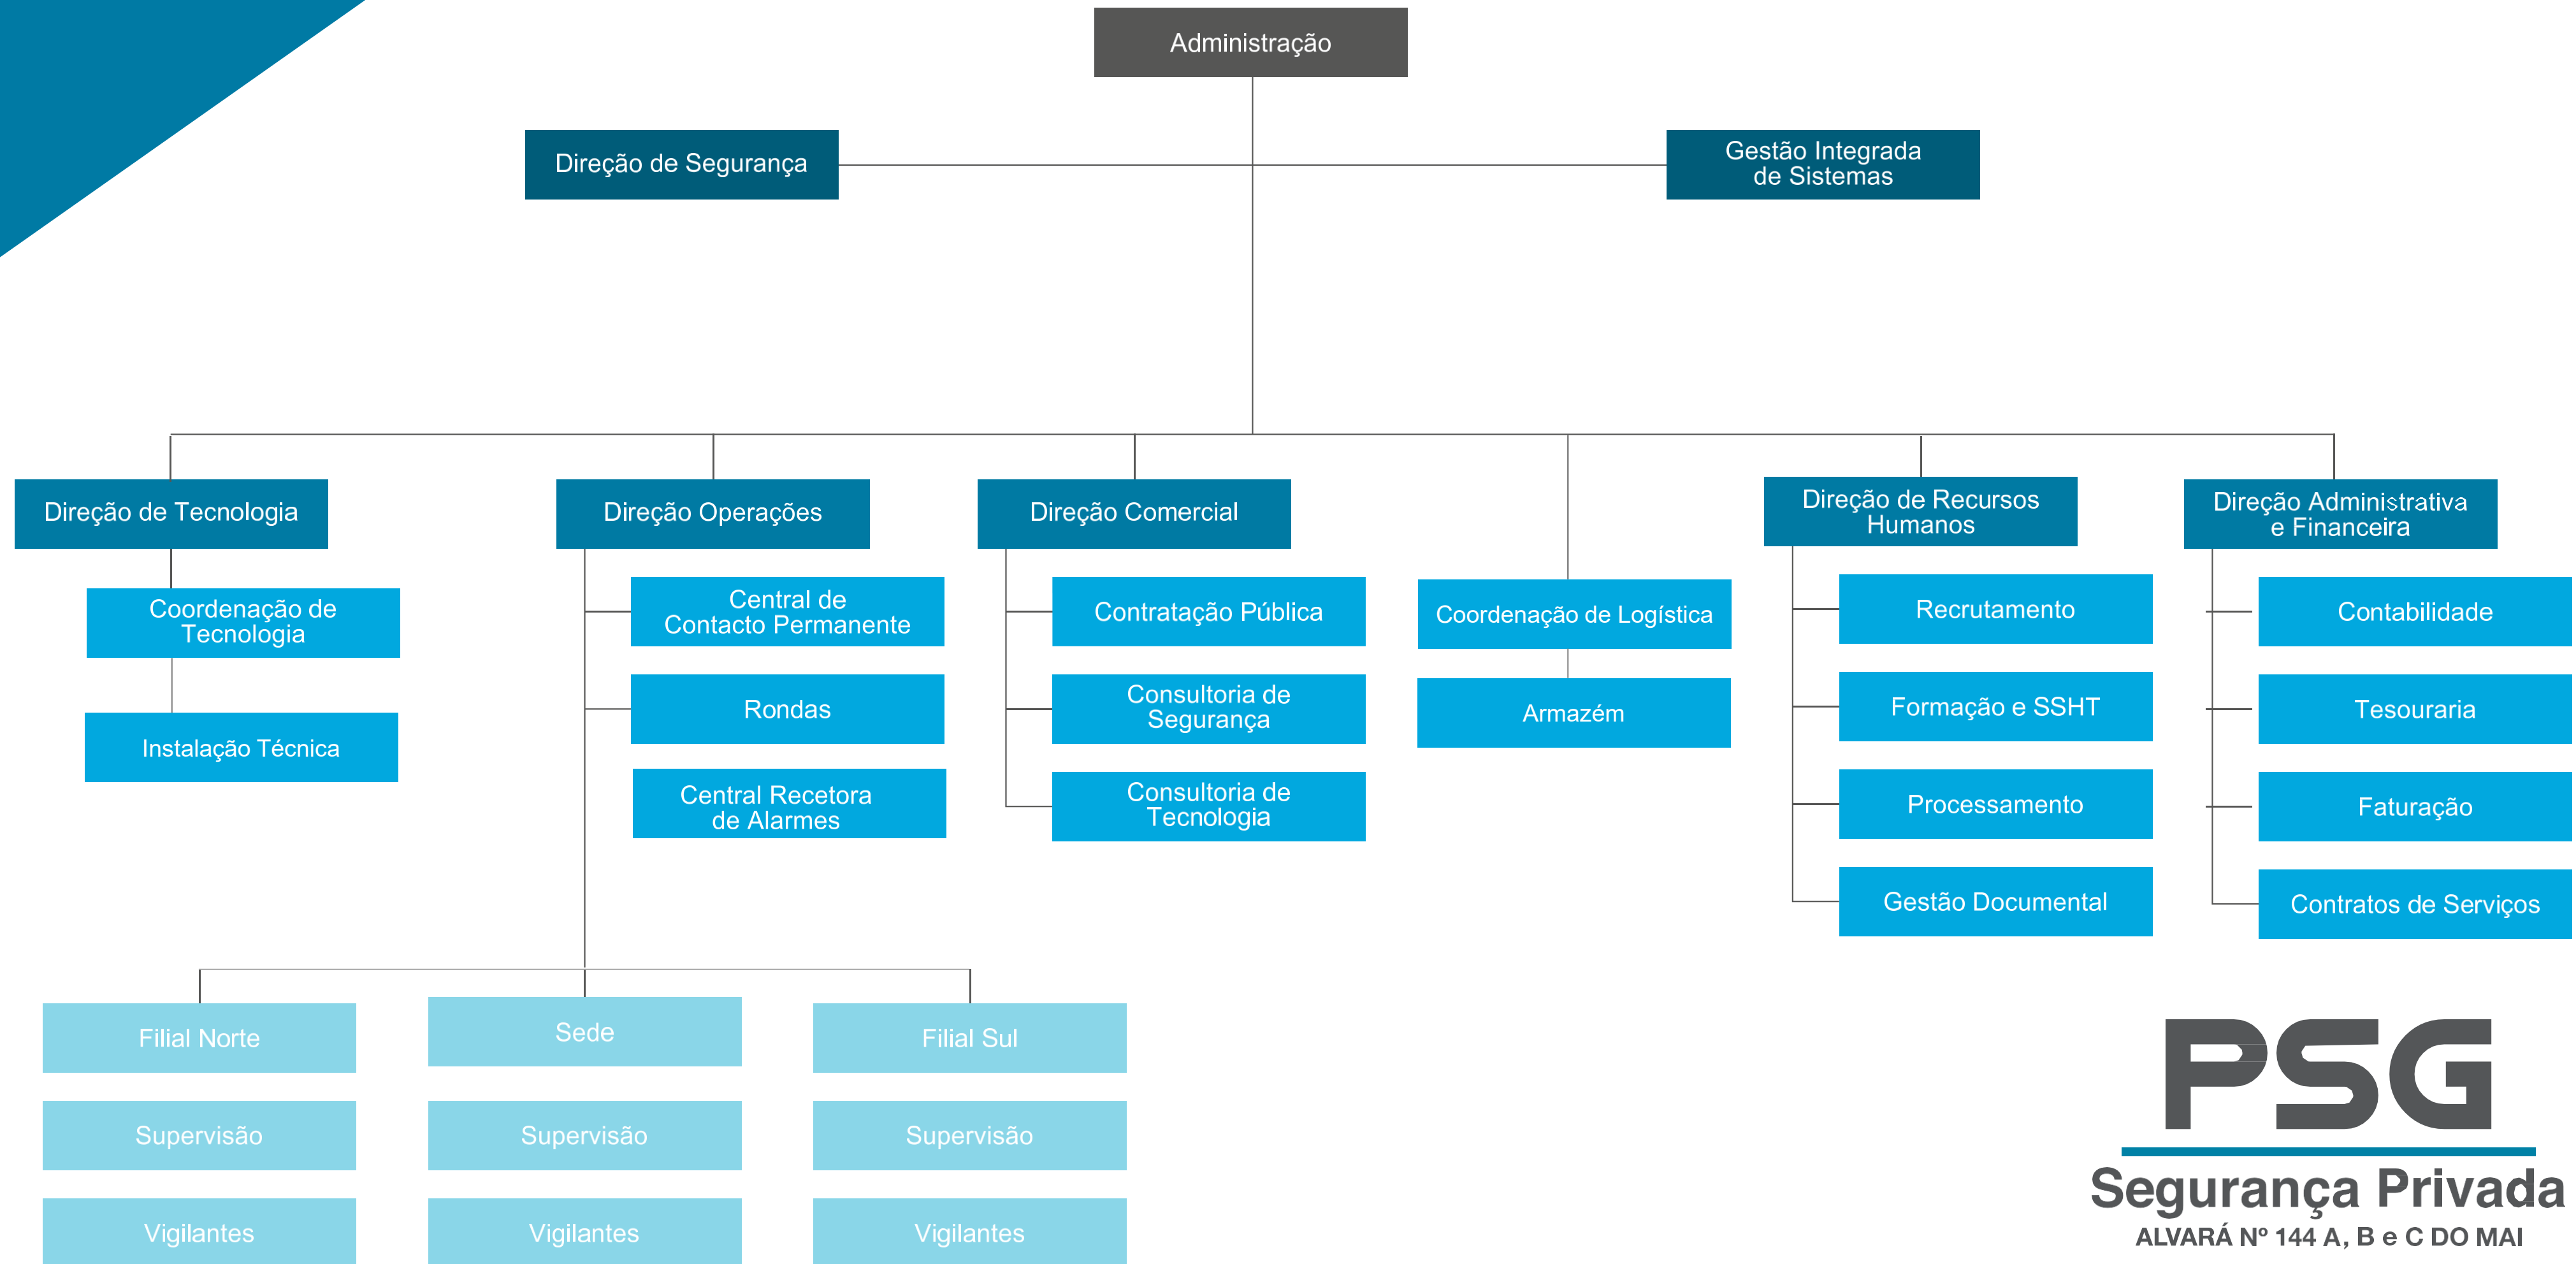 Administração
Direção de Segurança
Gestão Integrada
de Sistemas
Direção de Tecnologia
Direção Operações
Direção Comercial
Direção de Recursos
Humanos
Direção Administrativa
e Financeira
Coordenação de
Tecnologia
Instalação Técnica
Central de
Contacto Permanente
Rondas
Central Recetora
de Alarmes
Contratação Pública
Consultoria de
Segurança
Consultoria de
Tecnologia
Coordenação de Logística
Armazém
Recrutamento
Formação e SSHT
Processamento
Gestão Documental
Contabilidade
Tesouraria
Faturação
Contratos de Serviços
Filial Norte
Supervisão
Vigilantes
Sede
Supervisão
Vigilantes
Filial Sul
Supervisão
Vigilantes
PSG
Segurança Privada
ALVARÁ Nº 144 A, B e C DO MAI